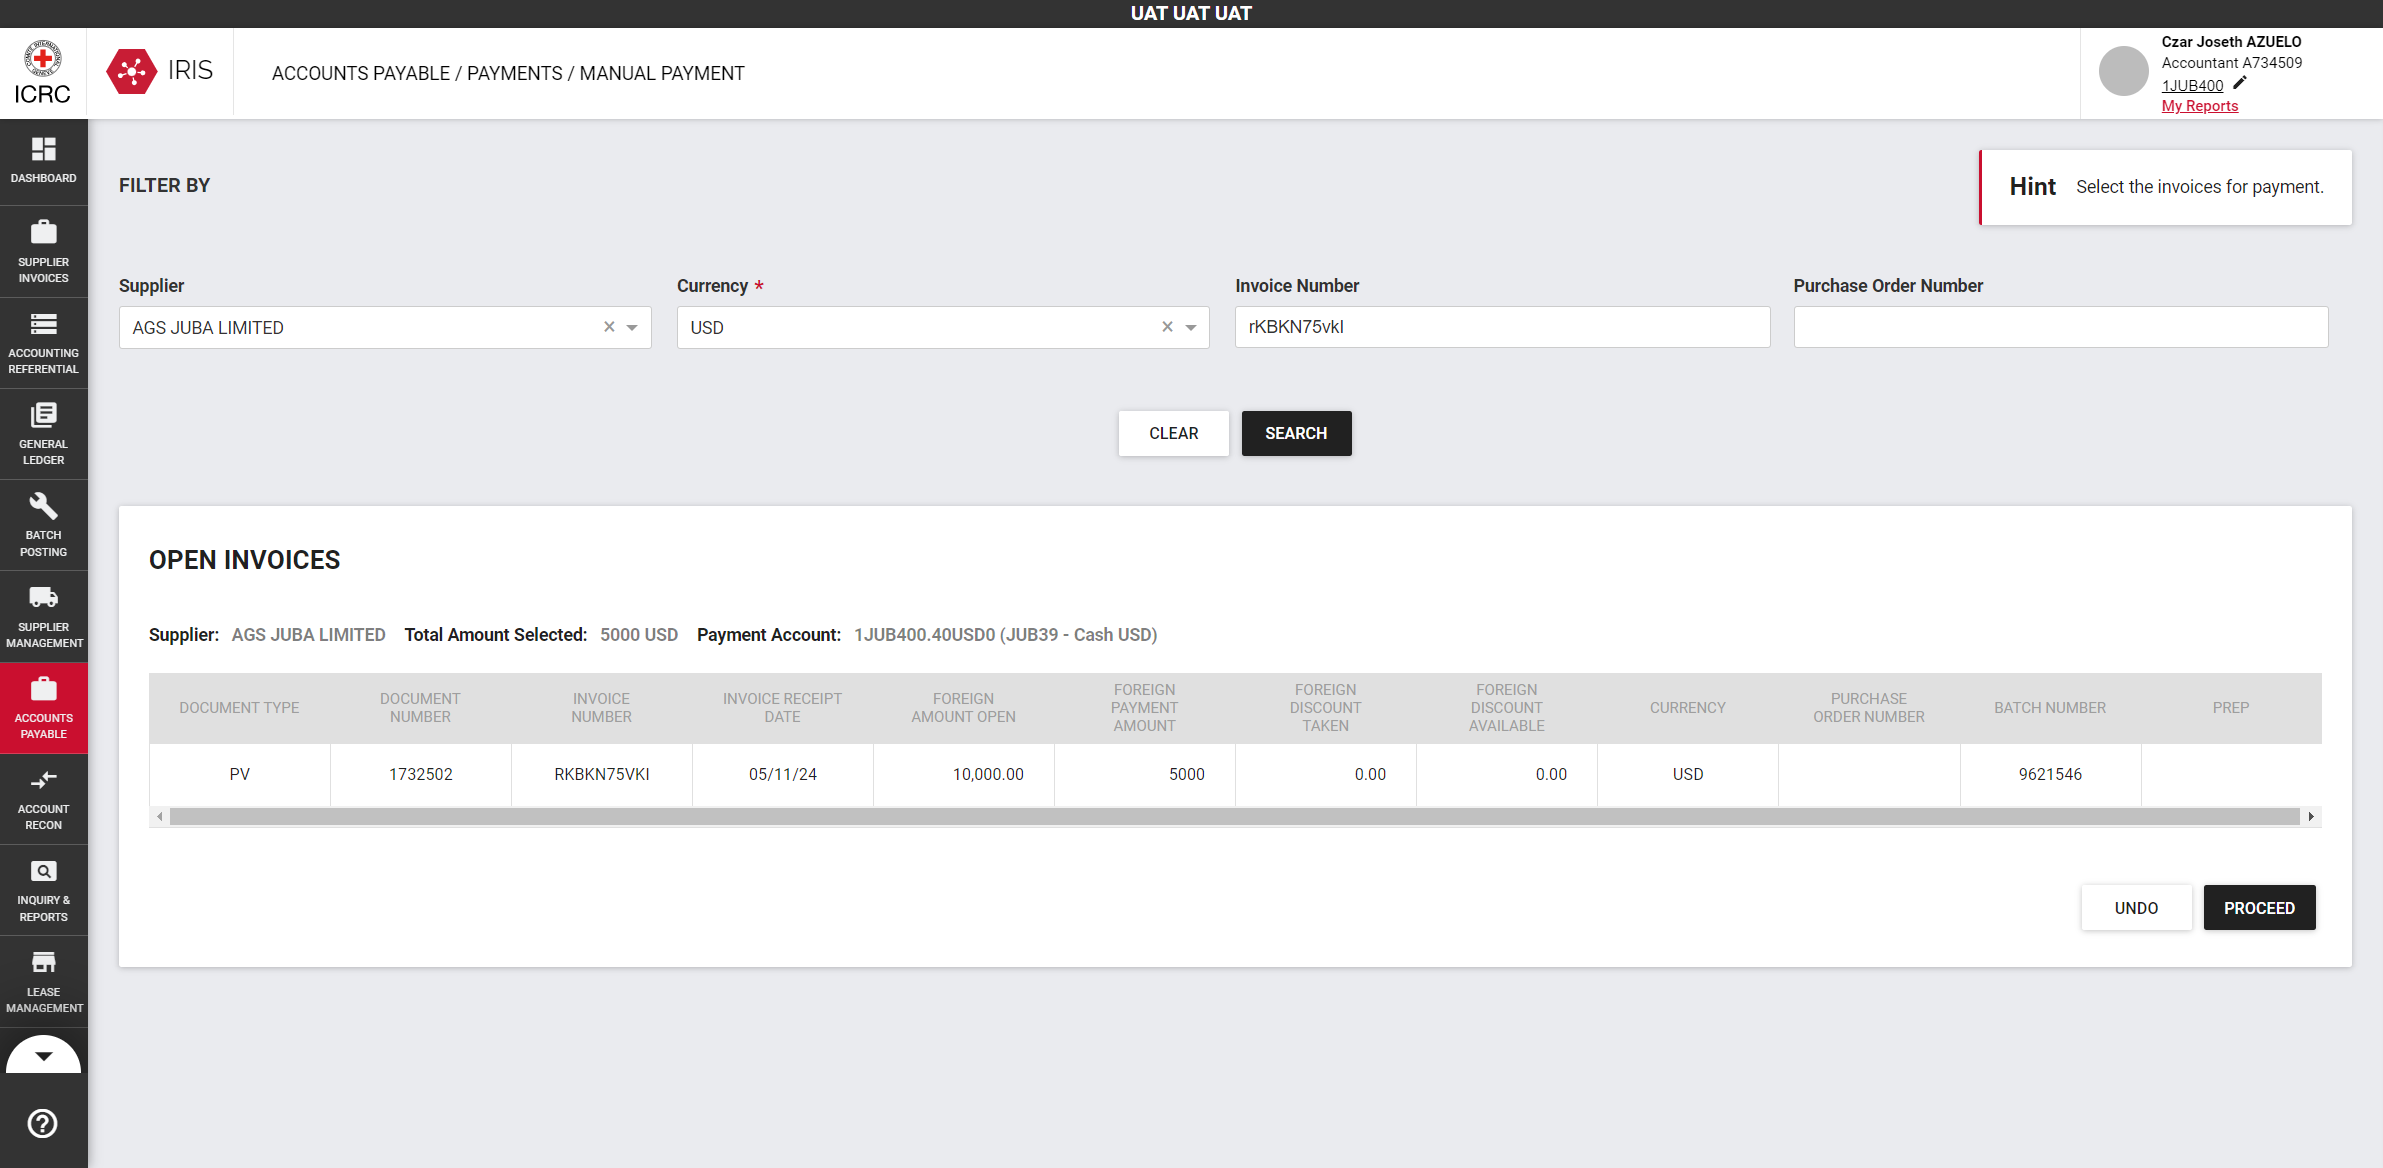 UAT UAT UAT
ICRC
IRIS
ACCOUNTS PAYABLE / PAYMENTS / MANUAL PAYMENT
Czar Joseth AZUELO
Accountant A734509
1JUB400
My Reports
DASHBOARD
SUPPLIER
INVOICES
ACCOUNTING
REFERENTIAL
GENERAL
LEDGER
BATCH
POSTING
SUPPLIER
MANAGEMENT
ACCOUNTS
PAYABLE
ACCOUNT
RECON
INQUIRY &
REPORTS
LEASE
MANAGEMENT
FILTER BY
Hint Select the invoices for payment.
Supplier
AGS JUBA LIMITED
Currency *
USD
Invoice Number
rKBKN75vkI
Purchase Order Number
CLEAR
SEARCH
OPEN INVOICES
Supplier: AGS JUBA LIMITED Total Amount Selected: 5000 USD Payment Account: 1JUB400.40USD0 (JUB39 - Cash USD)
DOCUMENT TYPE
DOCUMENT
NUMBER
INVOICE
NUMBER
INVOICE RECEIPT
DATE
FOREIGN
AMOUNT OPEN
FOREIGN
PAYMENT
AMOUNT
FOREIGN
DISCOUNT
TAKEN
FOREIGN
DISCOUNT
AVAILABLE
CURRENCY
PURCHASE
ORDER NUMBER
BATCH NUMBER
PREP
PV 1732502 RKBKN75VKI 05/11/24 10,000.00 5000 0.00 0.00 USD 9621546
UNDO
PROCEED